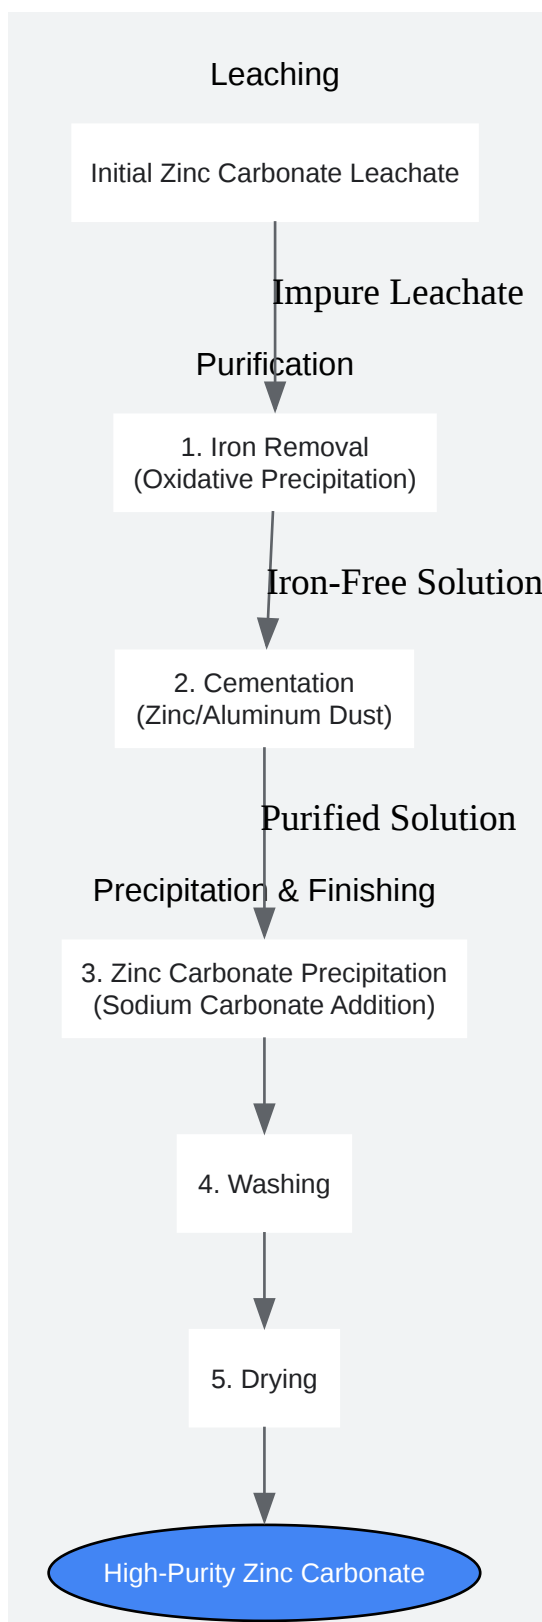 Leaching
Initial Zinc Carbonate Leachate
Impure Leachate
Purification
1. Iron Removal
(Oxidative Precipitation)
Iron-Free Solution
2. Cementation
(Zinc/Aluminum Dust)
Purified Solution
Precipitation & Finishing
3. Zinc Carbonate Precipitation
(Sodium Carbonate Addition)
4. Washing
5. Drying
High-Purity Zinc Carbonate